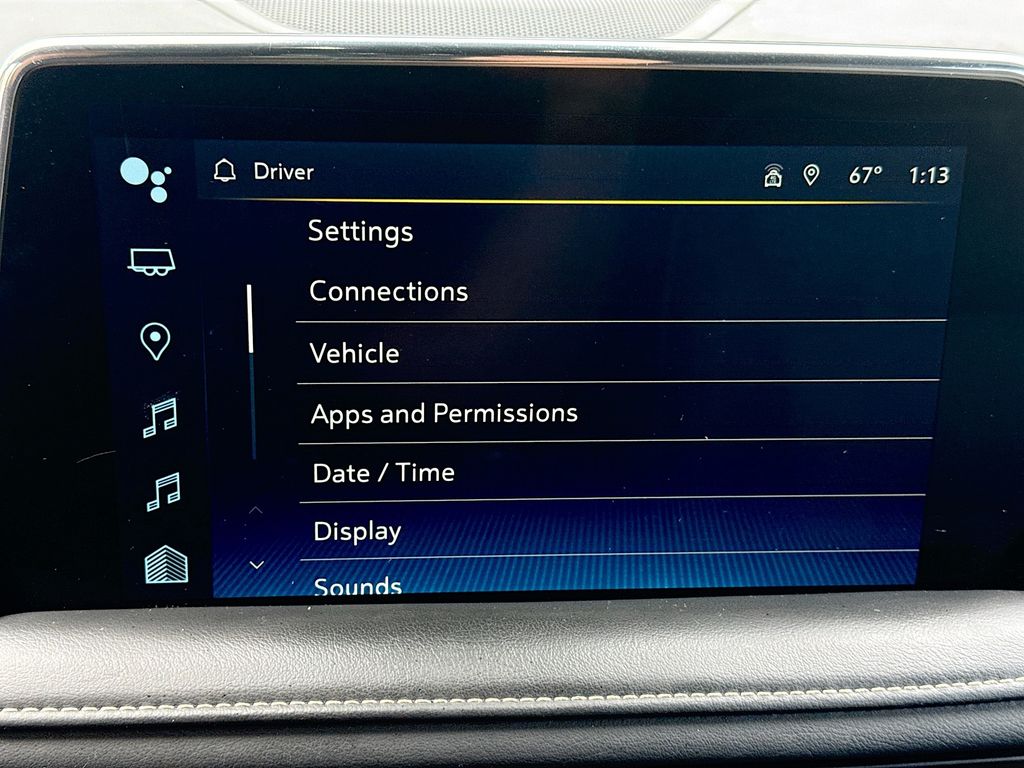 Driver 67° 1:13
Settings
Connections
Vehicle
Apps and Permissions
Date / Time
Display
Sounds